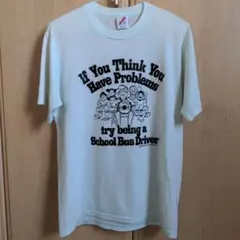 If You Think You
Have Problems
try being a
School Bus Driver